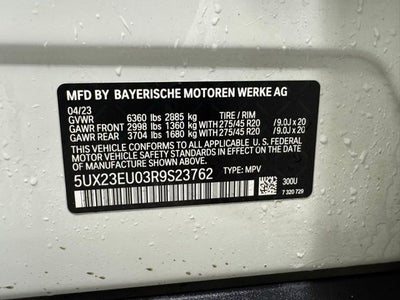 MFD BY BAYERISCHE MOTOREN WERKE AG
04/23
GVWR 6360 lb 2885 kg TIRE / RIM
GAWR FRONT 2998 lb 1360 kg WITH 275/45 R20 /9.0J x 20
GAWR REAR 3704 lb 1680 kg WITH 275/45 R20 /9.0J x 20
THIS VEHICLE CONFORMS TO ALL APPLICABLE U.S. FEDERAL
MOTOR VEHICLE SAFETY STANDARDS IN EFFECT ON THE DATE
OF MANUFACTURE SHOWN ABOVE.
5UX23EU03R9S23762 TYPE: MPV
300U
7 320 729